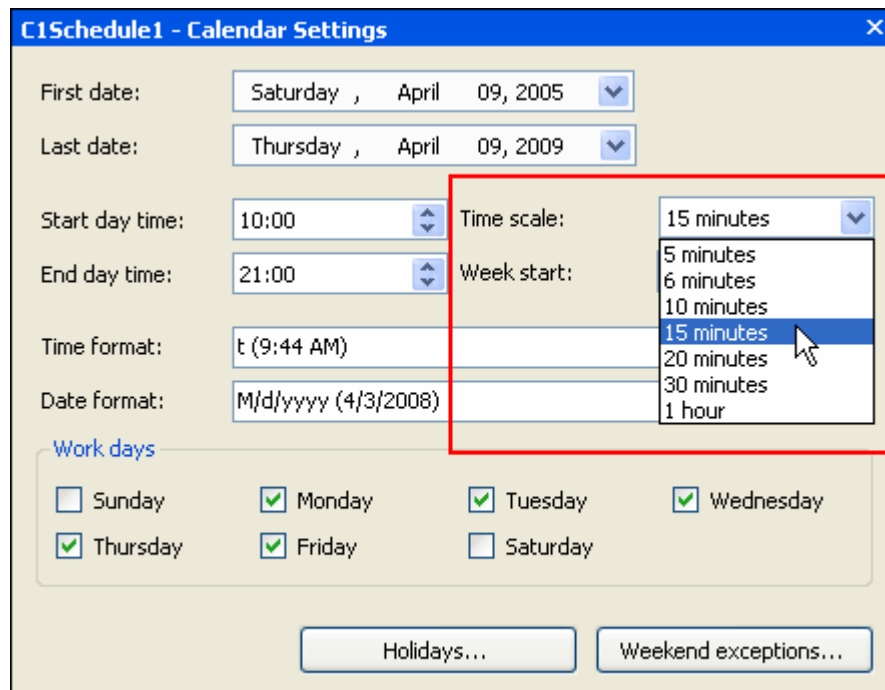 C1Schedule1 - Calendar Settings
First date: Saturday , April 09, 2005
Last date: Thursday , April 09, 2009
Start day time: 10:00 Time scale: 15 minutes
End day time: 21:00 Week start:
5 minutes
6 minutes
10 minutes
15 minutes
20 minutes
30 minutes
1 hour
Time format: t (9:44 AM)
Date format: M/d/yyyy (4/3/2008)
Work days
Sunday Monday Tuesday Wednesday
Thursday Friday Saturday
Holidays... Weekend exceptions...